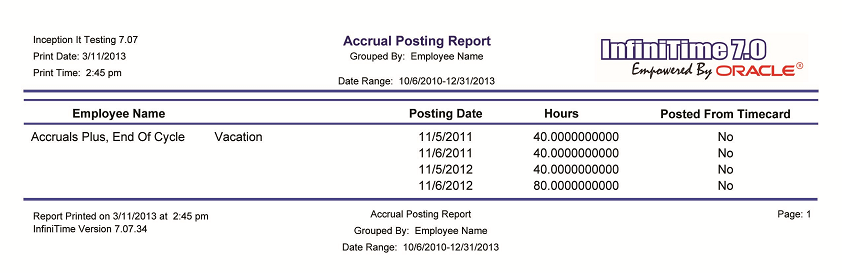 Inception It Testing 7.07
Print Date: 3/11/2013
Print Time: 2:45 pm
Accrual Posting Report
Grouped By: Employee Name
Date Range: 10/6/2010-12/31/2013
InfiniTime 7.0
Empowered By ORACLE®
Employee Name Posting Date Hours Posted From Timecard
Accruals Plus, End Of Cycle Vacation 11/5/2011 40.0000000000 No
11/6/2011 40.0000000000 No
11/5/2012 40.0000000000 No
11/6/2012 80.0000000000 No
Report Printed on 3/11/2013 at 2:45 pm
InfiniTime Version 7.07.34
Accrual Posting Report
Grouped By: Employee Name
Date Range: 10/6/2010-12/31/2013
Page: 1